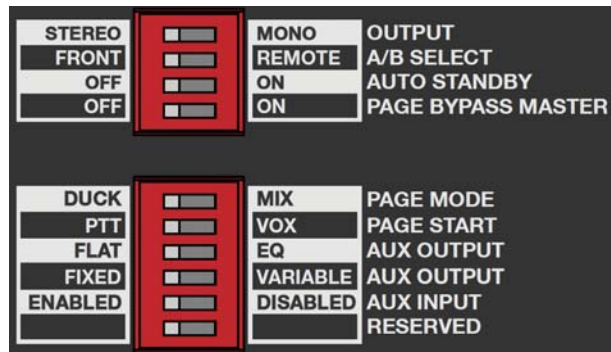 STEREO MONO OUTPUT
FRONT REMOTE A/B SELECT
OFF ON AUTO STANDBY
OFF ON PAGE BYPASS MASTER
DUCK MIX PAGE MODE
PTT VOX PAGE START
FLAT EQ AUX OUTPUT
FIXED VARIABLE AUX OUTPUT
ENABLED DISABLED AUX INPUT
RESERVED